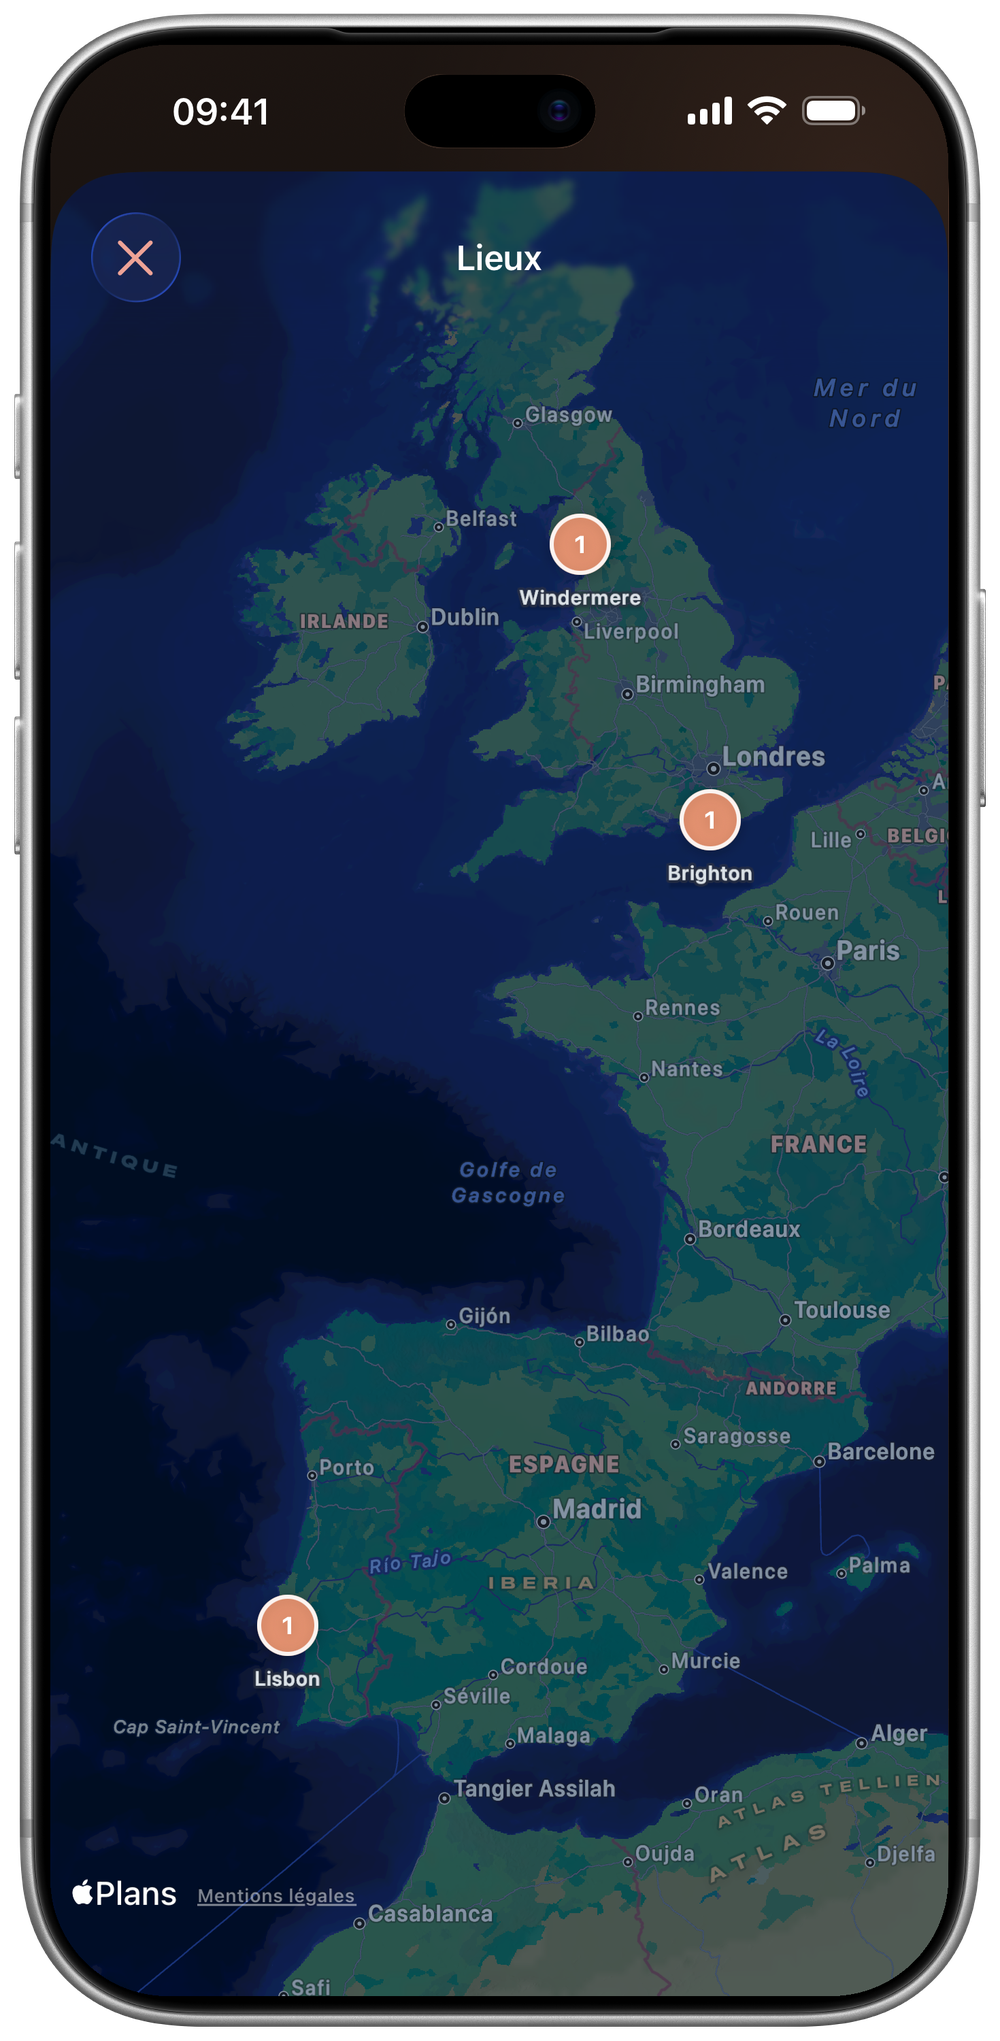 09:41
Lieux
Mer du
Nord
Glasgow
Belfast
1
Windermere
IRLANDE
Dublin
Liverpool
Birmingham
Londres
1
Brighton
Lille
BELGI
Rouen
Paris
Rennes
Nantes
La Loire
FRANCE
ANTIQUE
Golfe de
Gascogne
Bordeaux
Gijón
Bilbao
Toulouse
ANDORRE
Saragosse
Barcelone
Porto
ESPAGNE
Madrid
Río Tajo
IBERIA
Valence
Palma
1
Lisbon
Cordoue
Murcie
Séville
Cap Saint-Vincent
Malaga
Alger
Tangier Assilah
Oran
ATLAS TELLIEN
ATLAS
Oujda
Djelfa
Plans
Mentions légales
Casablanca
Safi